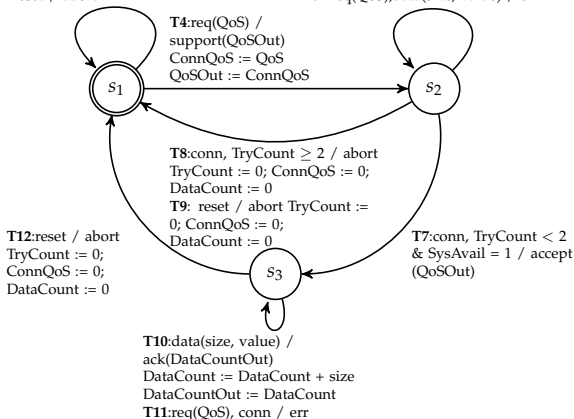 T4:req(QoS) /
support(QoSOut)
ConnQoS := QoS
QoSOut := ConnQoS
s1
s2
T8:conn, TryCount ≥ 2 / abort
TryCount := 0; ConnQoS := 0;
DataCount := 0
T9: reset / abort TryCount :=
0; ConnQoS := 0;
DataCount := 0
T12:reset / abort
TryCount := 0;
ConnQoS := 0;
DataCount := 0
T7:conn, TryCount < 2
& SysAvail = 1 / accept
(QoSOut)
s3
T10:data(size, value) /
ack(DataCountOut)
DataCount := DataCount + size
DataCountOut := DataCount
T11:req(QoS), conn / err